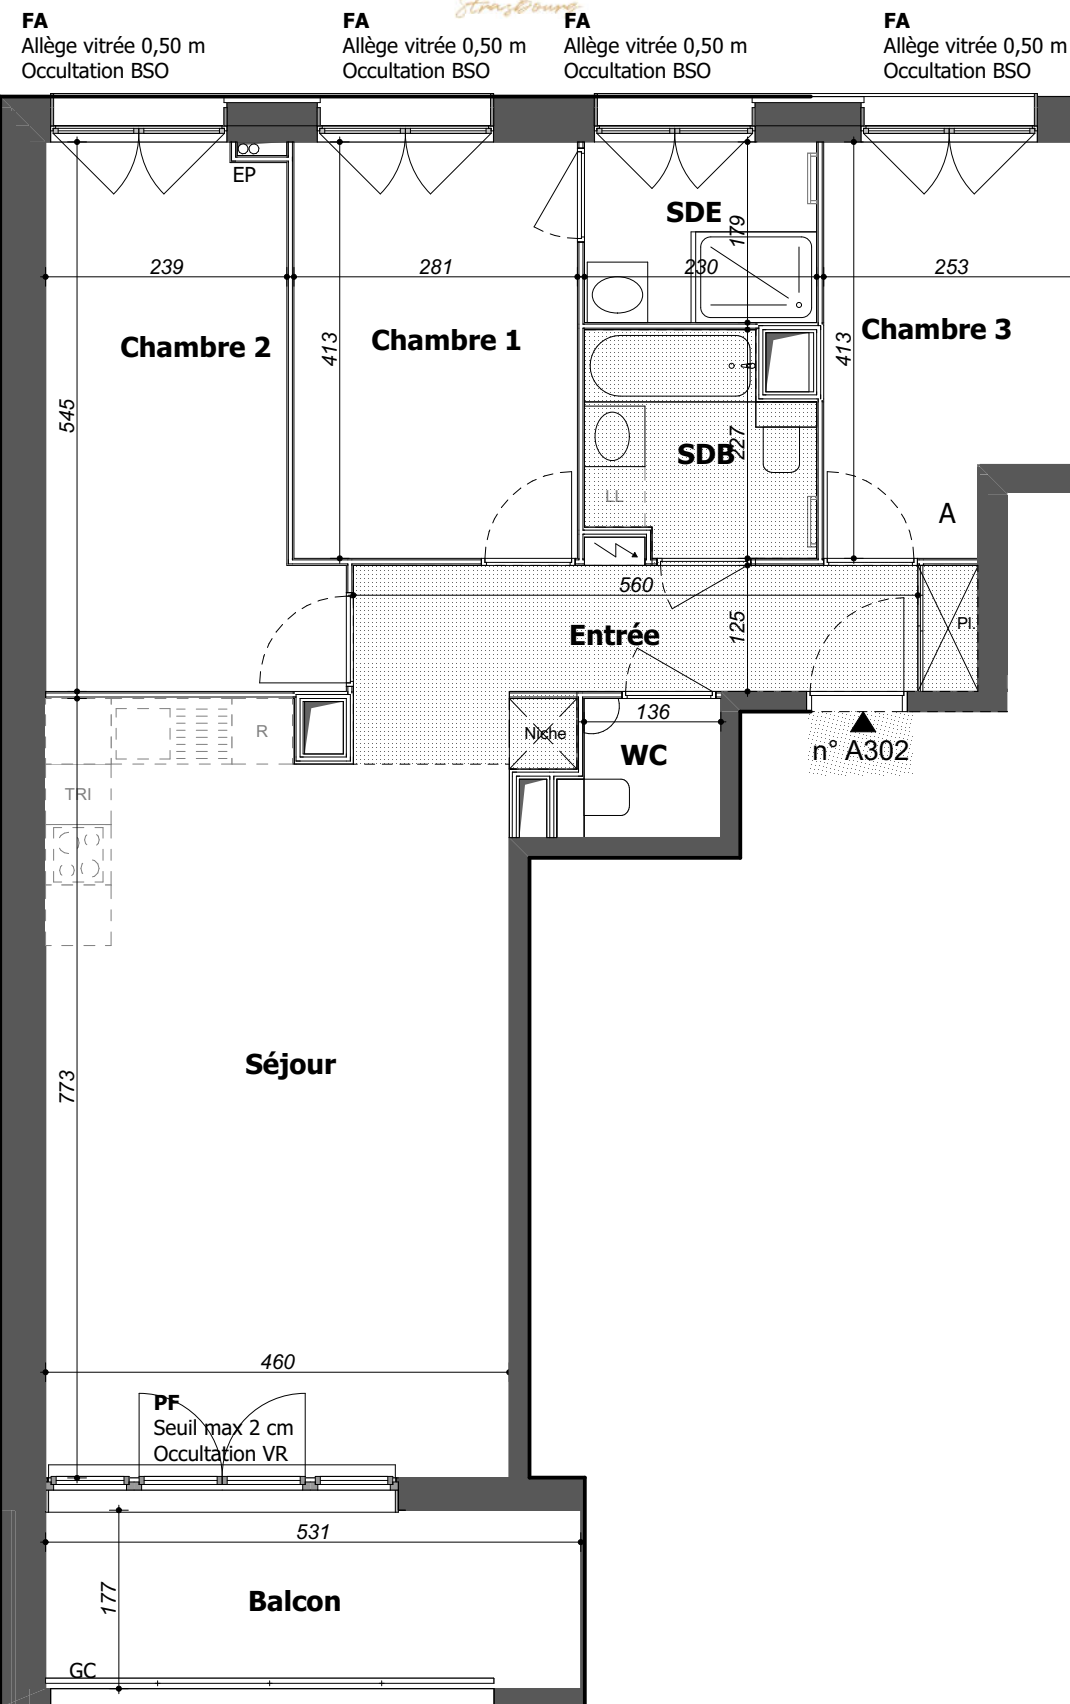 Strasbourg
FA
Allège vitrée 0,50 m
Occultation BSO
FA
Allège vitrée 0,50 m
Occultation BSO
FA
Allège vitrée 0,50 m
Occultation BSO
FA
Allège vitrée 0,50 m
Occultation BSO
EP
SDE
179
239
281
230
253
Chambre 2
413
Chambre 1
413
Chambre 3
545
SDB
227
LL
A
560
Entrée
125
Pl.
R
Niche
136
WC
n° A302
TRI
Séjour
773
460
PF
Seuil max 2 cm
Occultation VR
531
177
Balcon
GC